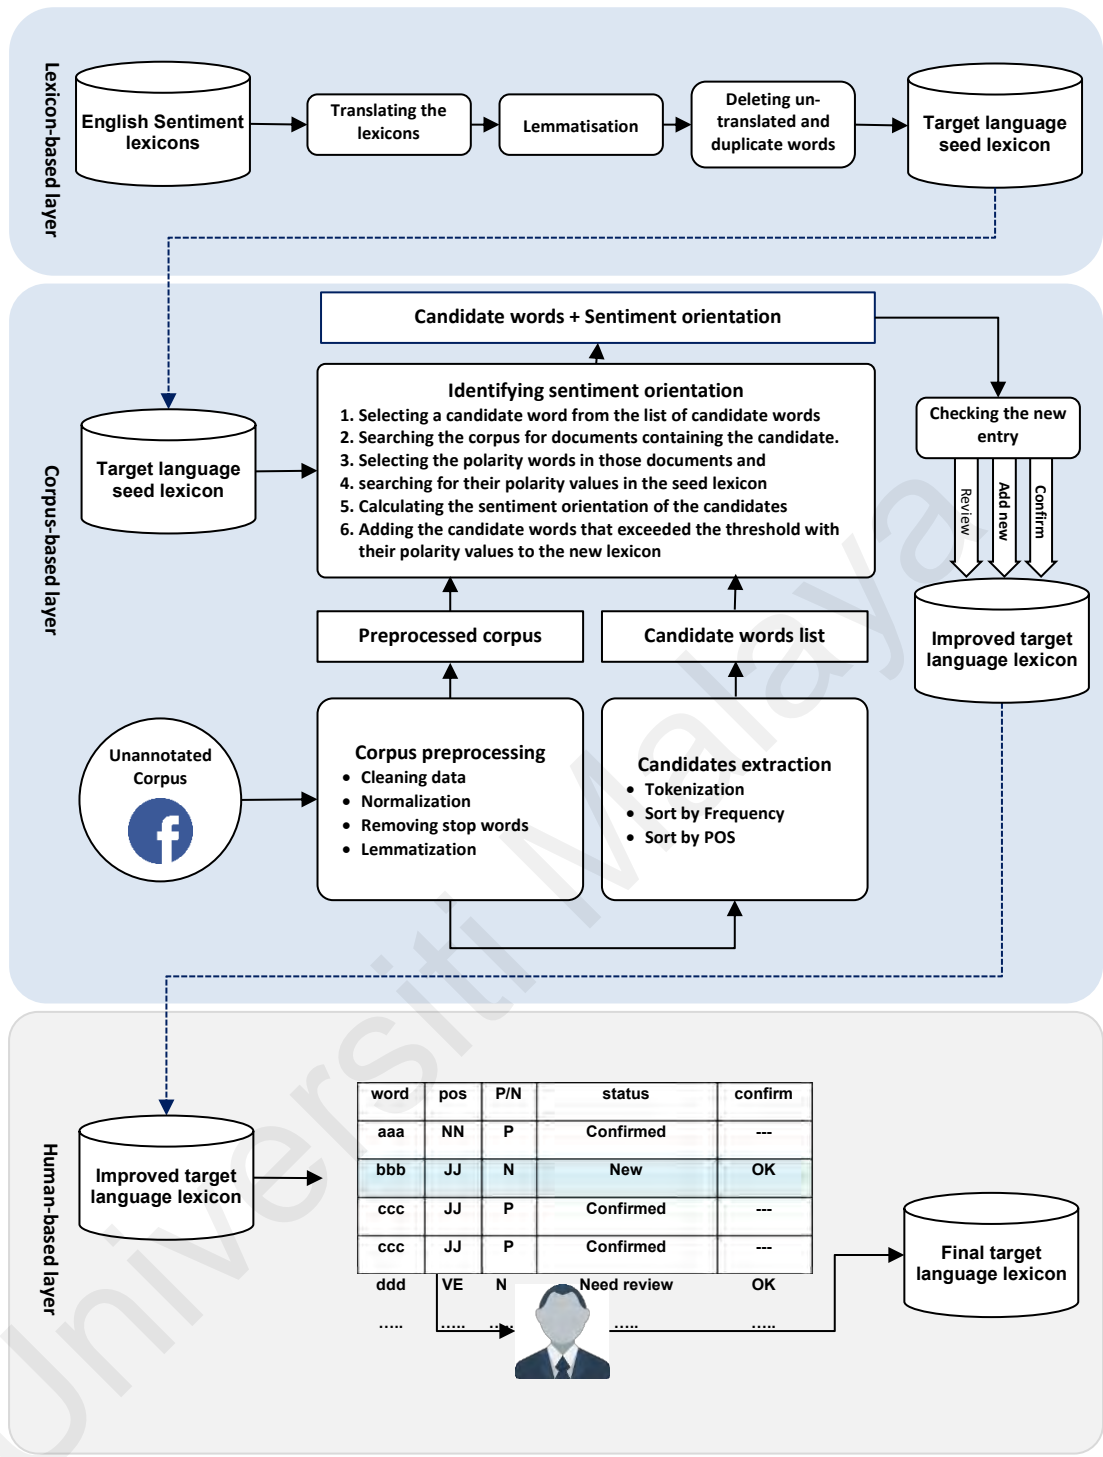 Lexicon-based layer
English Sentiment
lexicons
Translating the
lexicons
Lemmatisation
Deleting un-
translated and
duplicate words
Target language
seed lexicon
Corpus-based layer
Candidate words + Sentiment orientation
Identifying sentiment orientation
1. Selecting a candidate word from the list of candidate words
2. Searching the corpus for documents containing the candidate.
3. Selecting the polarity words in those documents and
4. searching for their polarity values in the seed lexicon
5. Calculating the sentiment orientation of the candidates
6. Adding the candidate words that exceeded the threshold with
their polarity values to the new lexicon
Checking the new
entry
Review
Add new
Confirm
Target language
seed lexicon
Preprocessed corpus
Candidate words list
Improved target
language lexicon
Unannotated
Corpus
f
Corpus preprocessing
• Cleaning data
• Normalization
• Removing stop words
• Lemmatization
Candidates extraction
• Tokenization
• Sort by Frequency
• Sort by POS
Human-based layer
Improved target
language lexicon
word pos P/N status confirm
aaa NN P Confirmed ---
bbb JJ N New OK
ccc JJ P Confirmed ---
ccc JJ P Confirmed ---
ddd VE N Need review OK
..... ..... ..... ..... .....
Final target
language lexicon
Universiti Malaya